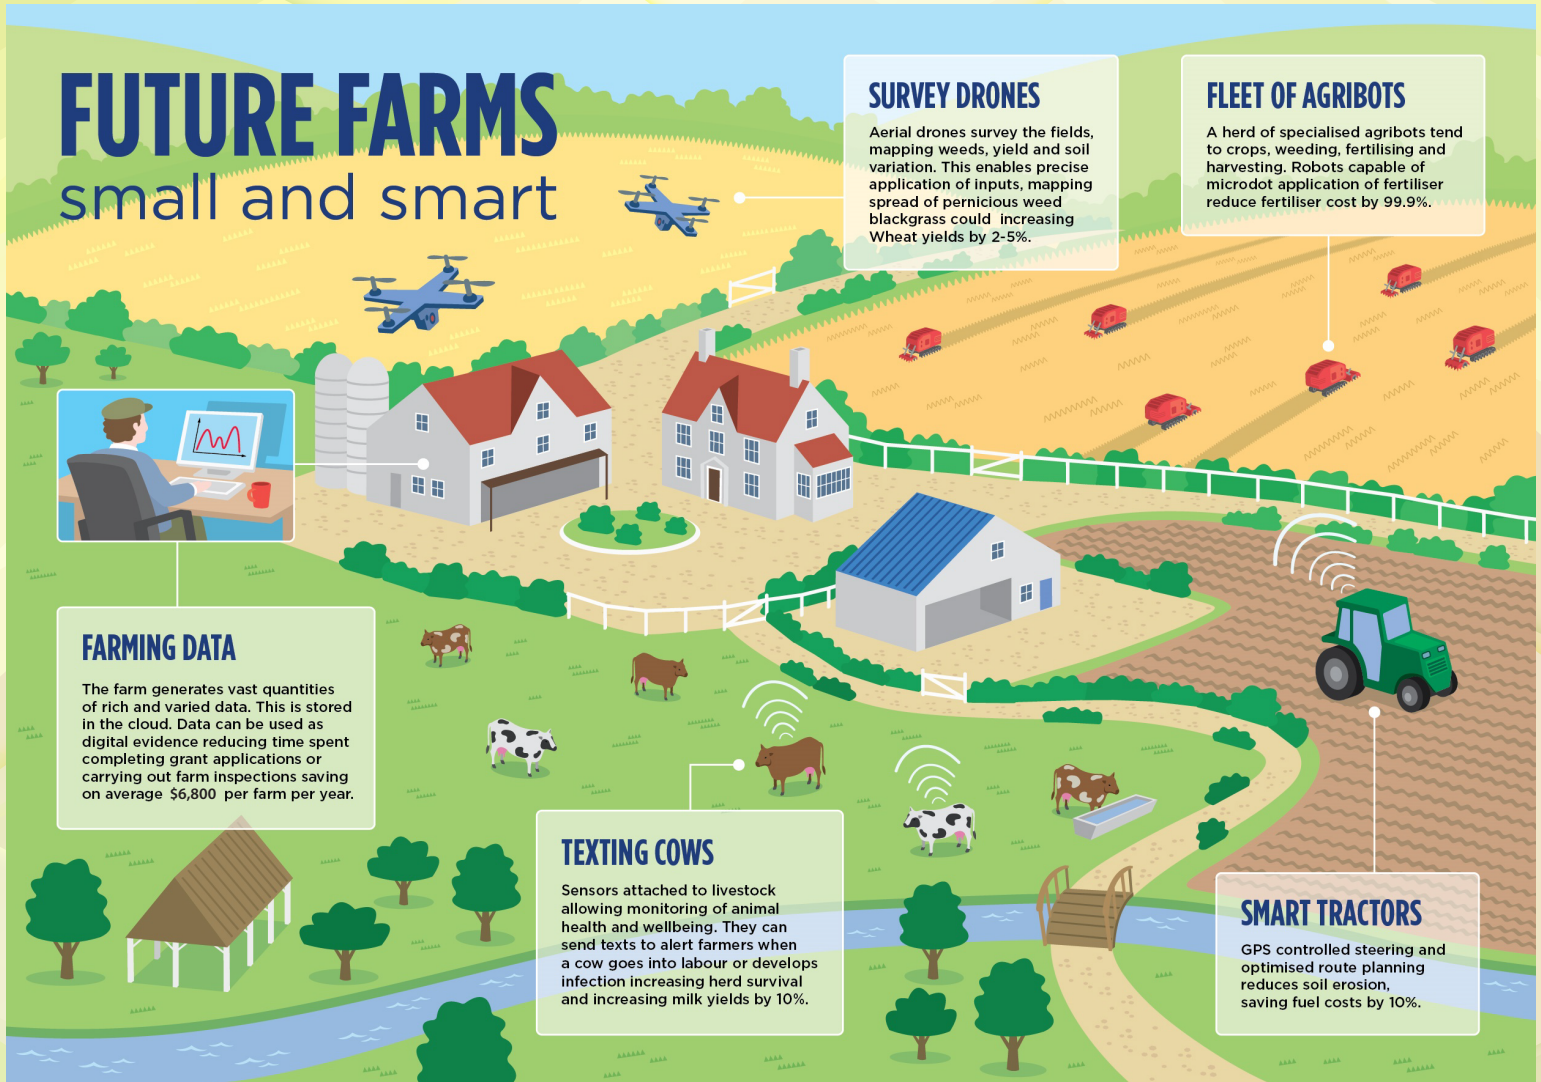 FUTURE FARMS
small and smart
SURVEY DRONES
Aerial drones survey the fields,
mapping weeds, yield and soil
variation. This enables precise
application of inputs, mapping
spread of pernicious weed
blackgrass could increasing
Wheat yields by 2-5%.
FLEET OF AGRIBOTS
A herd of specialised agribots tend
to crops, weeding, fertilising and
harvesting. Robots capable of
microdot application of fertiliser
reduce fertiliser cost by 99.9%.
FARMING DATA
The farm generates vast quantities
of rich and varied data. This is stored
in the cloud. Data can be used as
digital evidence reducing time spent
completing grant applications or
carrying out farm inspections saving
on average $6,800 per farm per year.
TEXTING COWS
Sensors attached to livestock
allowing monitoring of animal
health and wellbeing. They can
send texts to alert farmers when
a cow goes into labour or develops
infection increasing herd survival
and increasing milk yields by 10%.
SMART TRACTORS
GPS controlled steering and
optimised route planning
reduces soil erosion,
saving fuel costs by 10%.